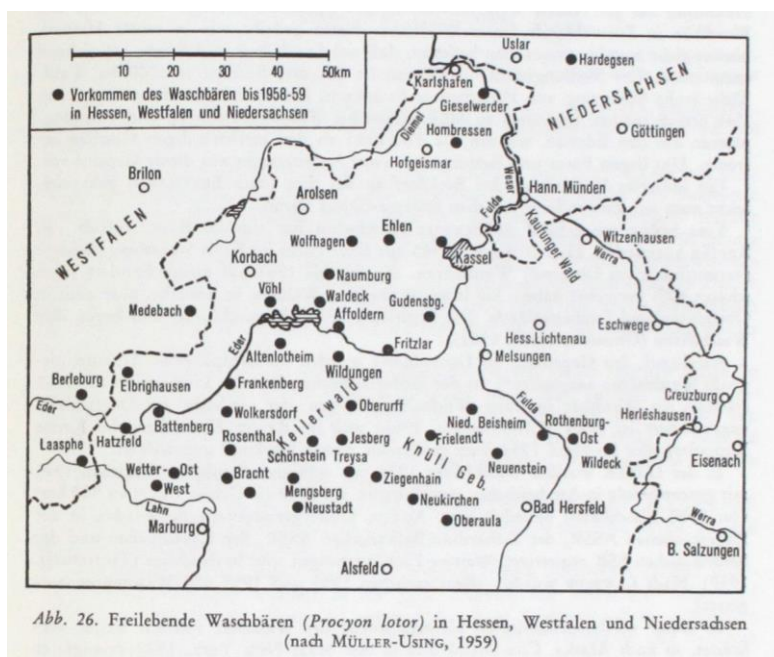 10 20 30 40 50km
Vorkommen des Waschbären bis 1958-59
in Hessen, Westfalen und Niedersachsen
Uslar
Hardegsen
Karlshafen
Gieselwerder
NIEDERSACHSEN
Diemel
Hombressen
Göttingen
Hofgeismar
Weser
Brilon
Hann. Münden
Arolsen
Fulda
WESTFALEN
Wolfhagen
Ehlen
Kassel
Kaufunger Wald
Witzenhausen
Werra
Korbach
Naumburg
Vöhl
Waldeck
Gudensbg.
Medebach
Affoldern
Hess. Lichtenau
Eschwege
Eder
Altenlotheim
Fritzlar
Melsungen
Wildungen
Berleburg
Elbrighausen
Frankenberg
Creuzburg
Eder
Kellerwald
Oberurff
Fulda
Battenberg
Wolkersdorf
Nied. Beisheim
Rothenburg-
Ost
Herléshausen
Hatzfeld
Rosenthal
Jesberg
Frielendt
Laasphe
Schönstein
Treysa
Knüll Geb.
Wildeck
Eisenach
Wetter-
Ost
West
Bracht
Neuenstein
Ziegenhain
Mengsberg
Lahn
Neustadt
Neukirchen
Bad Hersfeld
Marburg
Oberaula
Werra
B. Salzungen
Alsfeld
Abb. 26. Freilebende Waschbären (Procyon lotor) in Hessen, Westfalen und Niedersachsen
(nach MÜLLER-USING, 1959)